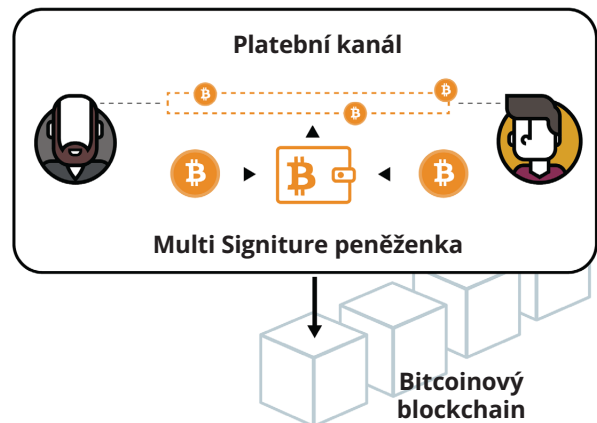 Platební kanál
Multi Signiture peněženka
Bitcoinový
blockchain